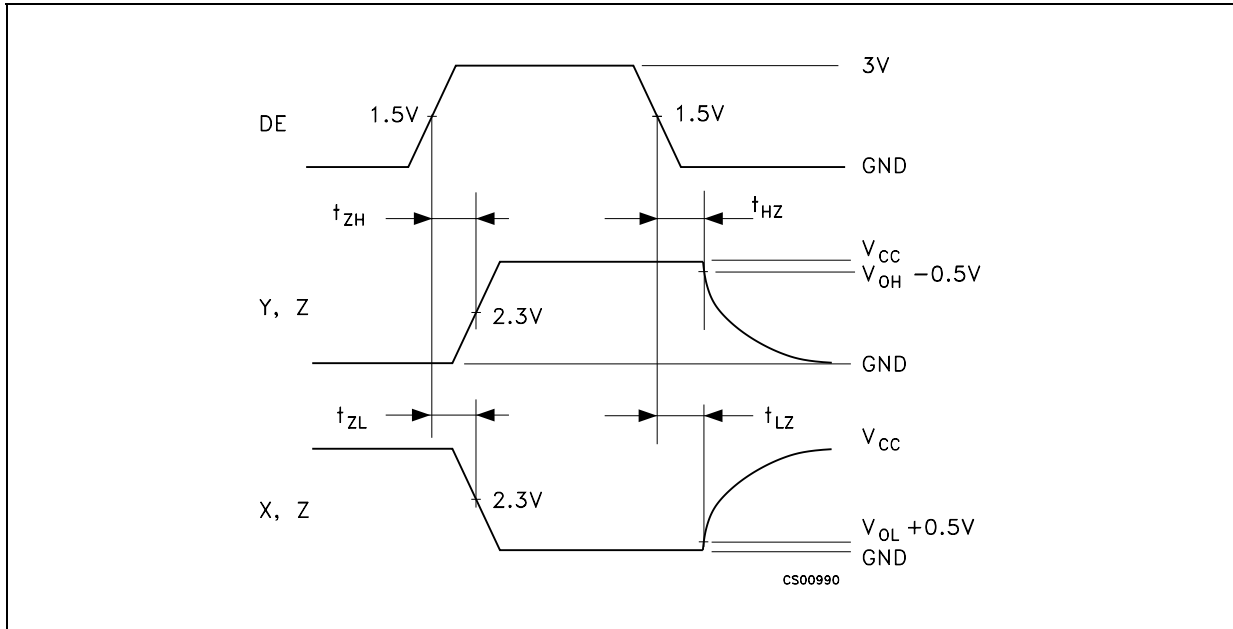 3V
1.5V
1.5V
DE
GND
tZH
tHZ
VCC
VOH -0.5V
Y, Z
2.3V
GND
tZL
tLZ
VCC
2.3V
X, Z
VOL +0.5V
GND
CS00990